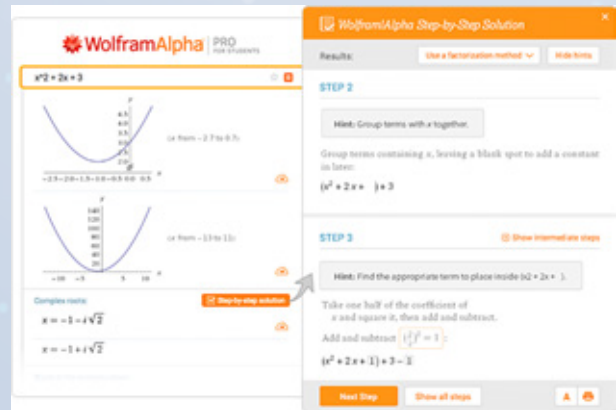 WolframAlpha PRO
FOR STUDENTS
x^2 + 2x + 3
(x from −2.7 to 0.7)
(x from −13 to 11)
Complex roots:
Step-by-step solution
x = −1 − i√2
x = −1 + i√2
WolframAlpha Step-by-Step Solution
Results:
Use a factorization method
Hide hints
STEP 2
Hint: Group terms with x together.
Group terms containing x, leaving a blank spot to add a constant
in later:
(x² + 2x + ) + 3
STEP 3
Show intermediate steps
Hint: Find the appropriate term to place inside (x2 + 2x + ).
Take one half of the coefficient of
x and square it, then add and subtract.
Add and subtract (2/2)² = 1 :
(x² + 2x + 1) + 3 − 1
Next Step
Show all steps
A